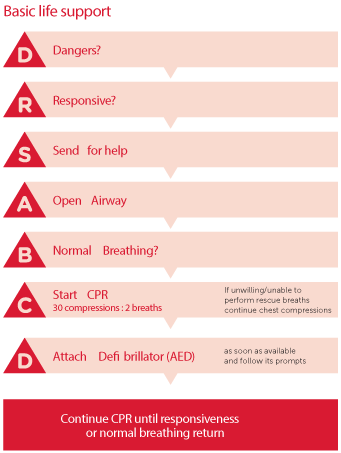 Basic life support
D Dangers?
R Responsive?
S Send for help
A Open Airway
B Normal Breathing?
C Start CPR
30 compressions : 2 breaths
If unwilling/unable to
perform rescue breaths
continue chest compressions
D Attach Defi brillator (AED)
as soon as available
and follow its prompts
Continue CPR until responsiveness
or normal breathing return